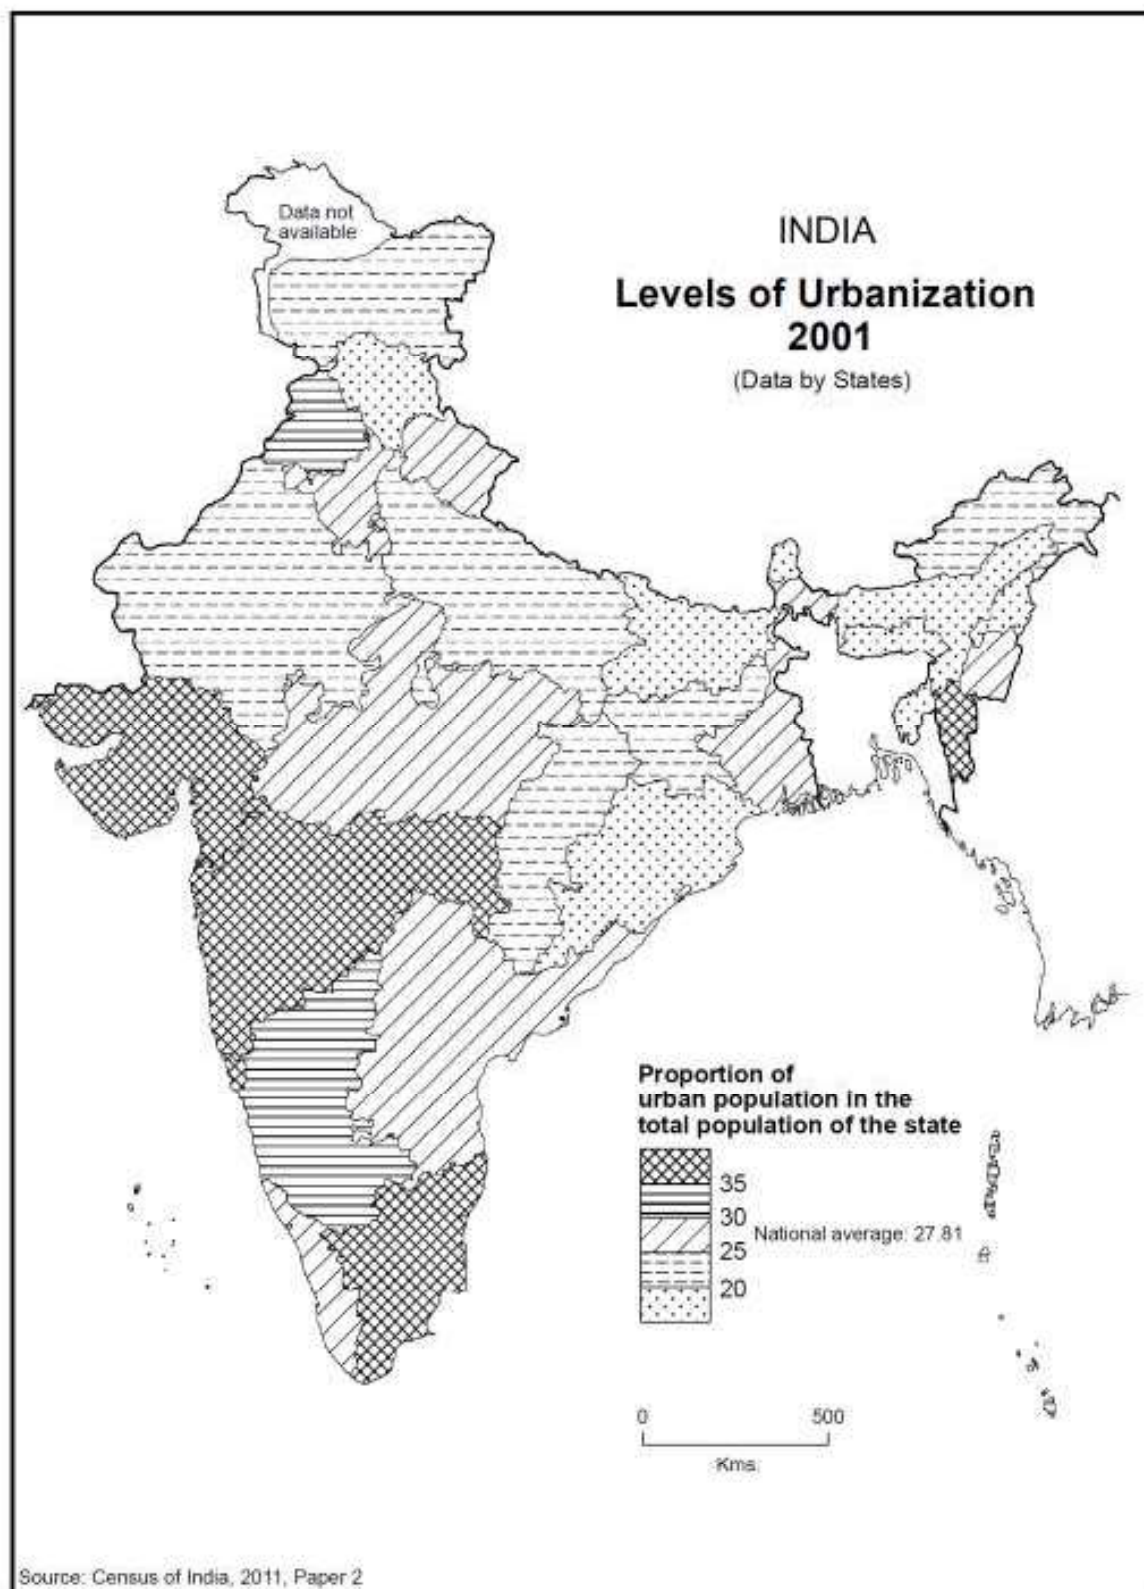 Data not
available
INDIA
Levels of Urbanization
2001
(Data by States)
Proportion of
urban population in the
total population of the state
35
30
National average: 27.81
25
20
0 500
Kms.
Source: Census of India, 2011, Paper 2